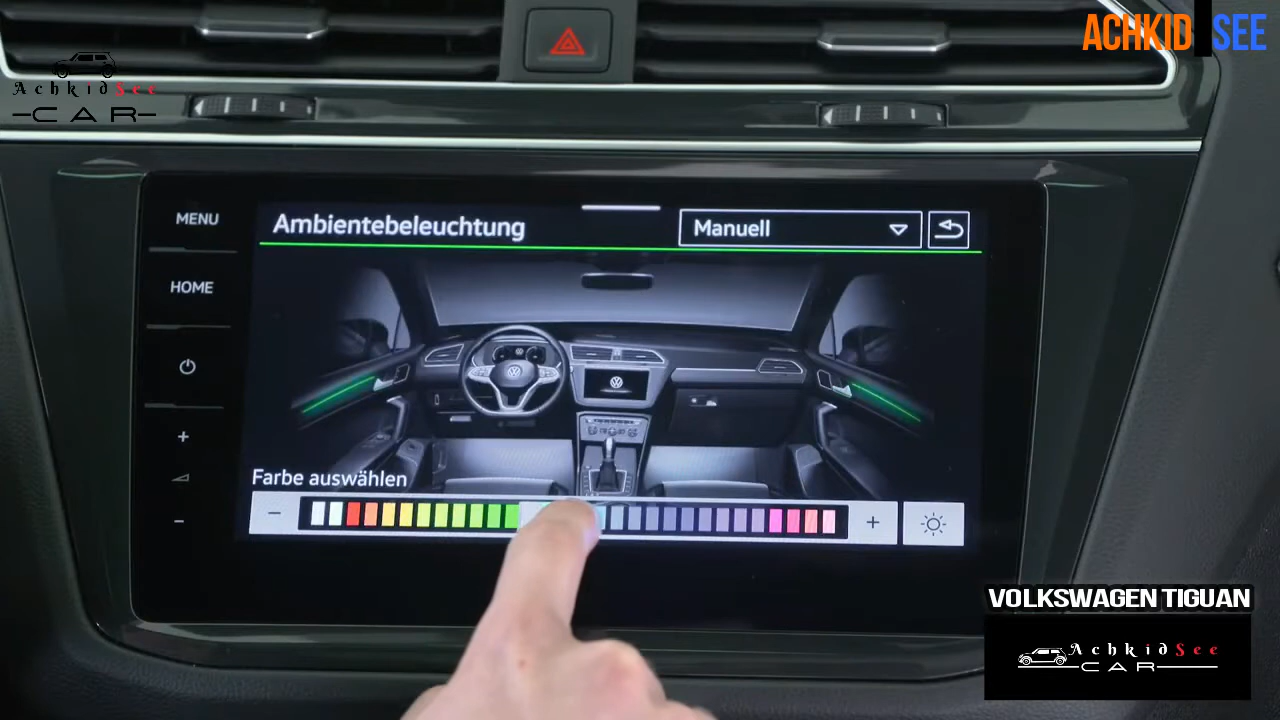 ACHKID SEE
AchkidSee
CAR
MENU
Ambientebeleuchtung
Manuell
HOME
+
Farbe auswählen
−
− +
VOLKSWAGEN TIGUAN
AchkidSee
CAR